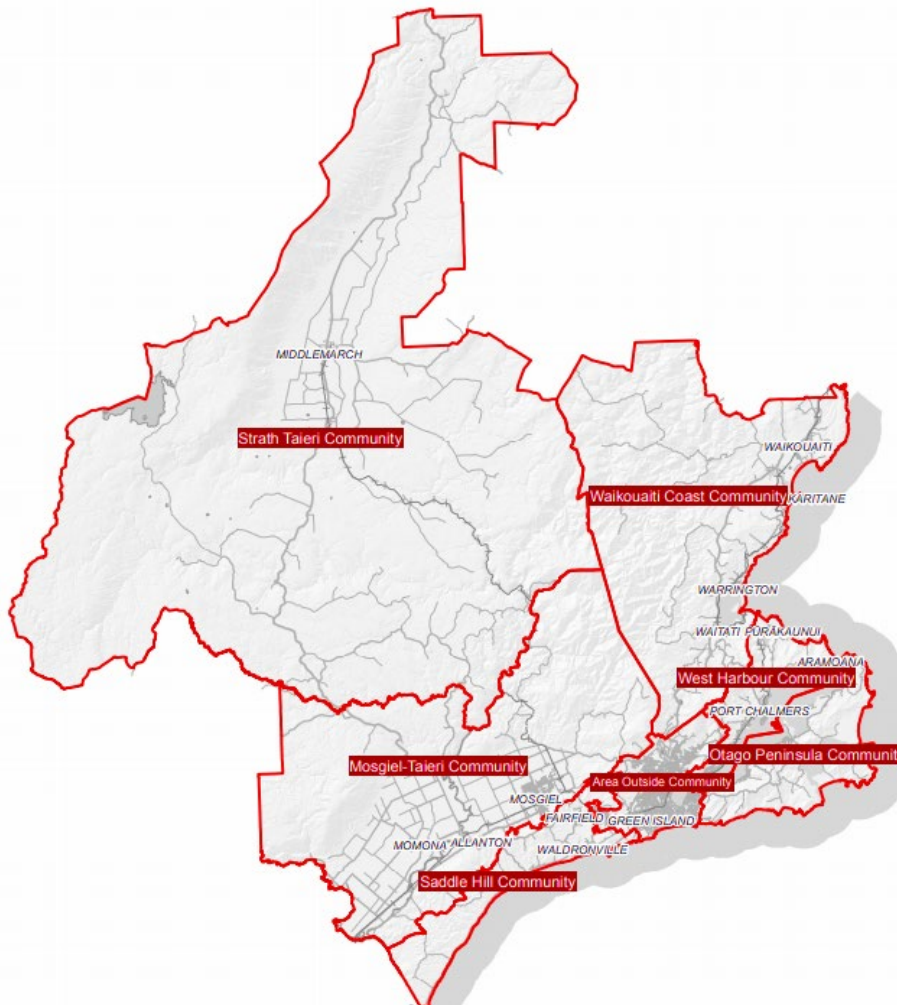 MIDDLEMARCH
Strath Taieri Community
WAIKOUAITI
Waikouaiti Coast Community
KARITANE
WARRINGTON
WAITATI
PŪRĀKAUNUI
ARAMOANA
West Harbour Community
PORT CHALMERS
Otago Peninsula Communit
Mosgiel-Taieri Community
Area Outside Community
MOSGIEL
FAIRFIELD
GREEN ISLAND
MOMONA
ALLANTON
WALDRONVILLE
Saddle Hill Community